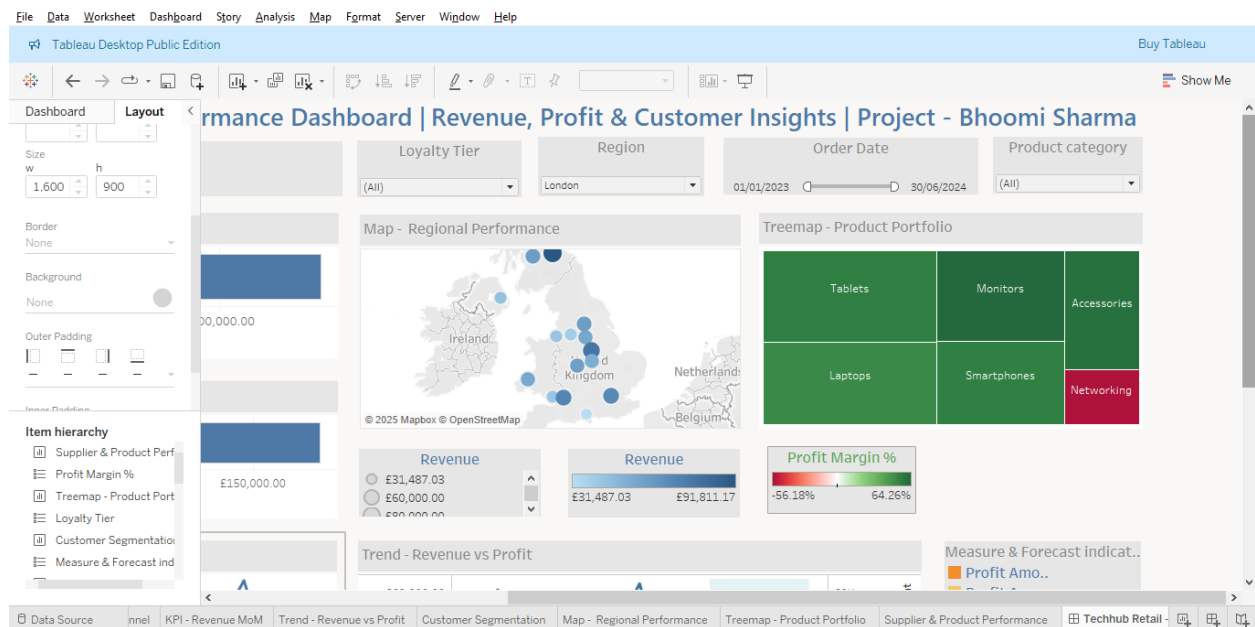 File Data Worksheet Dashboard Story Analysis Map Format Server Window Help
Tableau Desktop Public Edition
Buy Tableau
Show Me
Dashboard Layout
Size
w h
1,600 900
Border
None
Background
None
Outer Padding
Item hierarchy
Supplier & Product Perf
Profit Margin %
Treemap - Product Port
Loyalty Tier
Customer Segmentation
Measure & Forecast ind
rmance Dashboard | Revenue, Profit & Customer Insights | Project - Bhoomi Sharma
Loyalty Tier
(All)
Region
London
Order Date
01/01/2023 30/06/2024
Product category
(All)
00,000.00
£150,000.00
Map - Regional Performance
Ireland
Kingdom
Netherlands
Belgium
© 2025 Mapbox © OpenStreetMap
Treemap - Product Portfolio
Tablets
Monitors
Accessories
Laptops
Smartphones
Networking
Revenue
£31,487.03
£60,000.00
£80,000.00
Revenue
£31,487.03 £91,811.17
Profit Margin %
-56.18% 64.26%
Trend - Revenue vs Profit
Measure & Forecast indicat..
Profit Amo..
Data Source
nnel
KPI - Revenue MoM
Trend - Revenue vs Profit
Customer Segmentation
Map - Regional Performance
Treemap - Product Portfolio
Supplier & Product Performance
Techhub Retail -